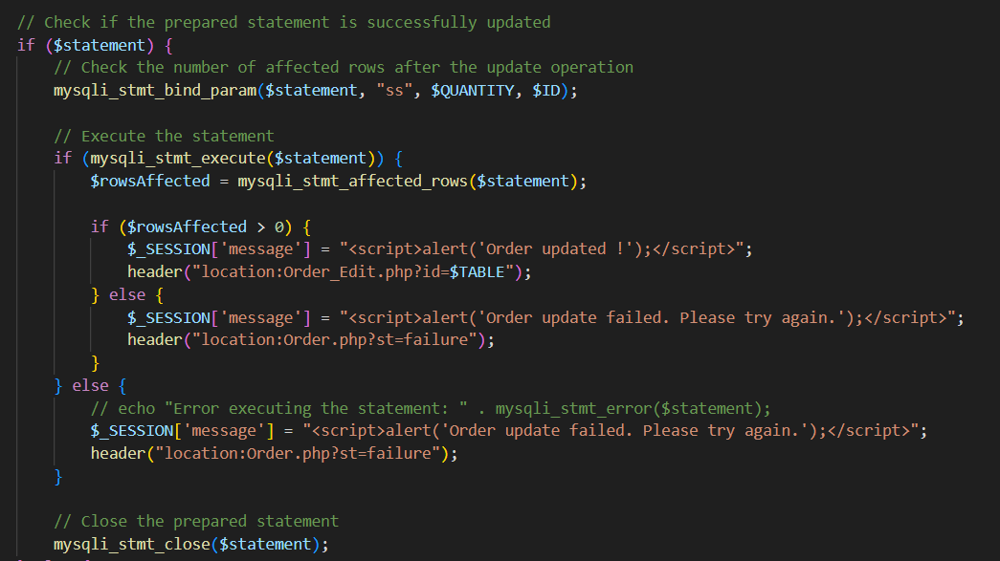 // Check if the prepared statement is successfully updated
if ($statement) {
// Check the number of affected rows after the update operation
mysqli_stmt_bind_param($statement, "ss", $QUANTITY, $ID);
// Execute the statement
if (mysqli_stmt_execute($statement)) {
$rowsAffected = mysqli_stmt_affected_rows($statement);
if ($rowsAffected > 0) {
$_SESSION['message'] = "<script>alert('Order updated !');</script>";
header("location:Order_Edit.php?id=$TABLE");
} else {
$_SESSION['message'] = "<script>alert('Order update failed. Please try again.');</script>";
header("location:Order.php?st=failure");
}
} else {
// echo "Error executing the statement: " . mysqli_stmt_error($statement);
$_SESSION['message'] = "<script>alert('Order update failed. Please try again.');</script>";
header("location:Order.php?st=failure");
}
// Close the prepared statement
mysqli_stmt_close($statement);